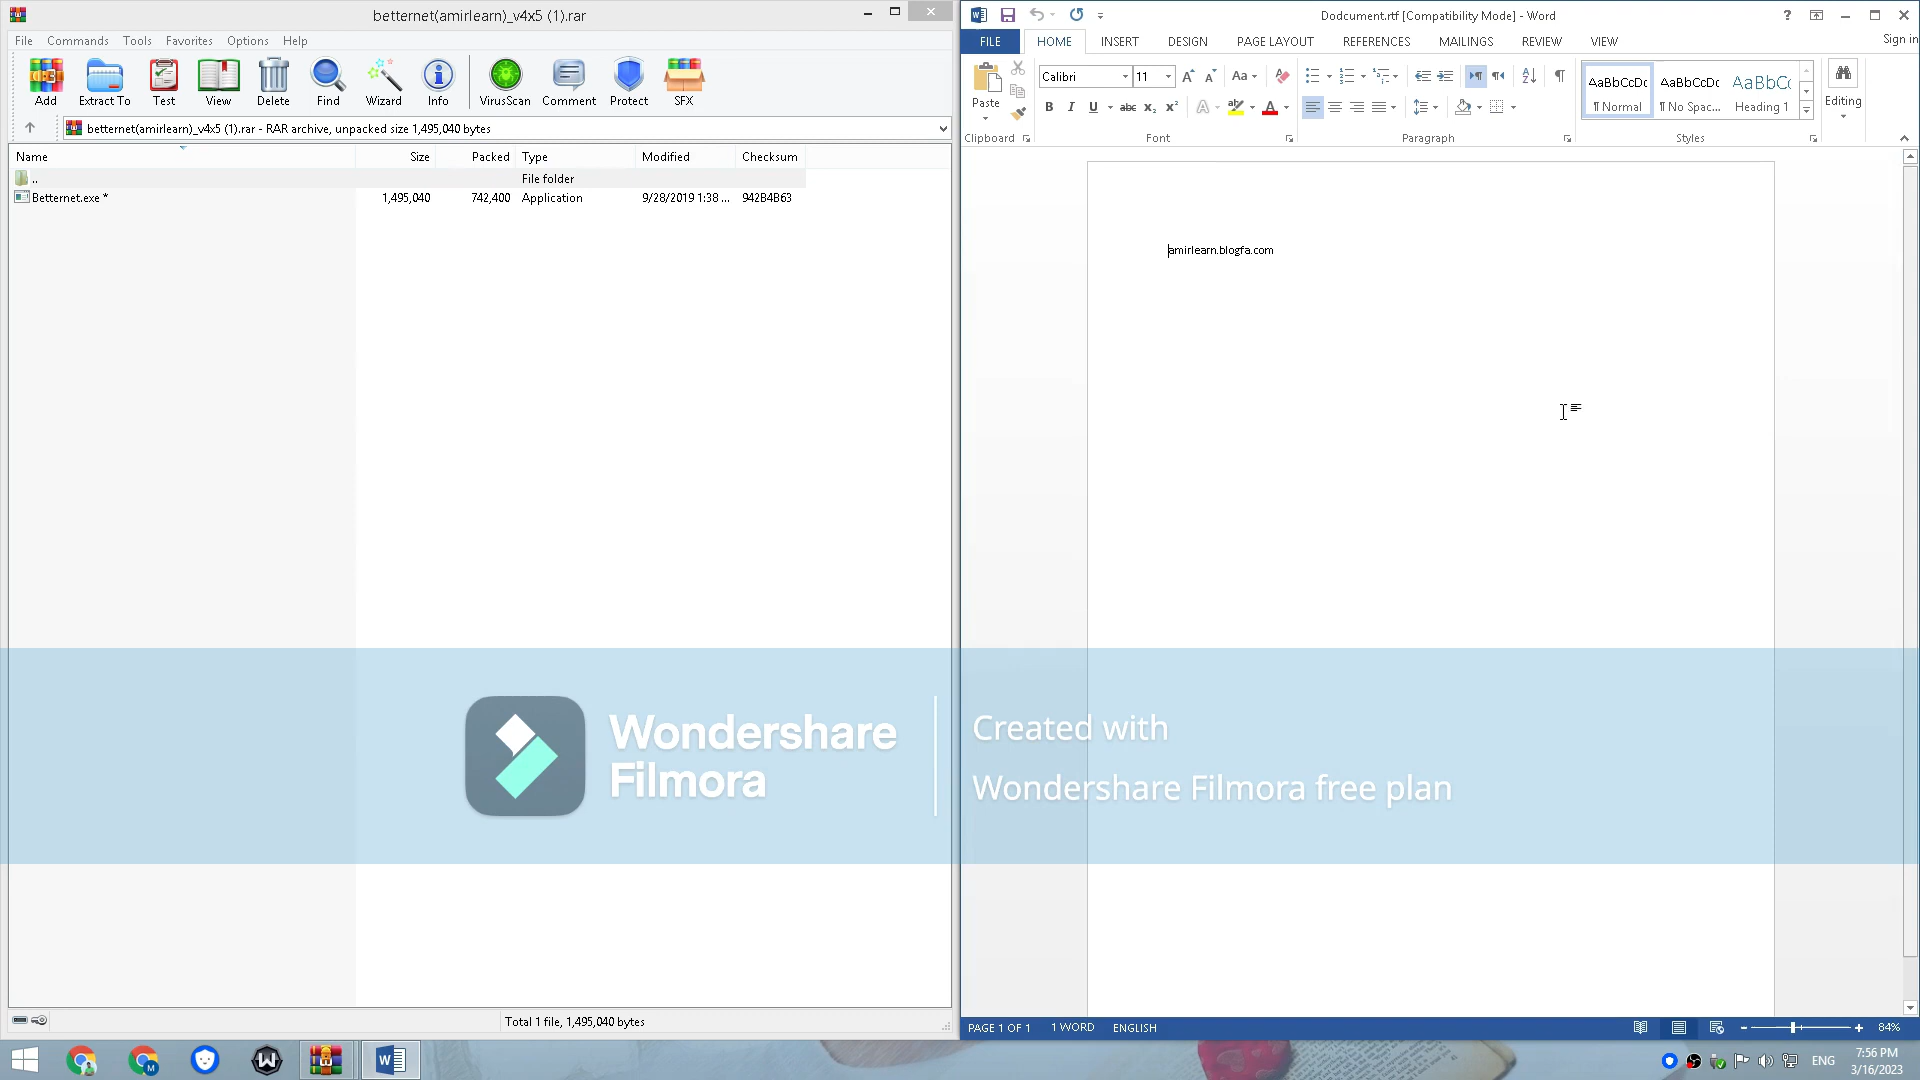 betternet(amirlearn)_v4x5 (1).rar
File Commands Tools Favorites Options Help
Add Extract To Test View Delete Find Wizard Info VirusScan Comment Protect SFX
betternet(amirlearn)_v4x5 (1).rar - RAR archive, unpacked size 1,495,040 bytes
Name Size Packed Type Modified Checksum
.. File folder
Betternet.exe * 1,495,040 742,400 Application 9/28/2019 1:38 ... 942B4B63
Total 1 file, 1,495,040 bytes
Dodcument.rtf [Compatibility Mode] - Word
FILE HOME INSERT DESIGN PAGE LAYOUT REFERENCES MAILINGS REVIEW VIEW Sign in
Calibri 11 Aa
Paste
B I U abc x₂ x² A ab A
AaBbCcDc AaBbCcDc AaBbCc
¶ Normal ¶ No Spac... Heading 1
Editing
Clipboard Font Paragraph Styles
amirlearn.blogfa.com
Wondershare
Filmora
Created with
Wondershare Filmora free plan
PAGE 1 OF 1 1 WORD ENGLISH 84%
ENG
7:56 PM
3/16/2023